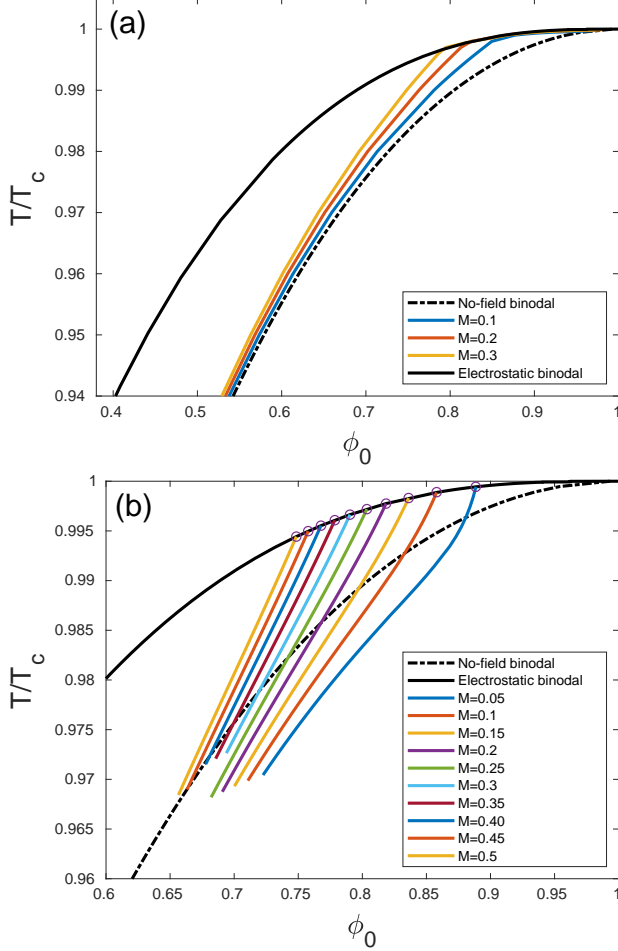 (a)
1
0.99
0.98
0.97
0.96
0.95
0.94
T/T_c
No-field binodal
M=0.1
M=0.2
M=0.3
Electrostatic binodal
0.4 0.5 0.6 0.7 0.8 0.9 1
ϕ_0
(b)
1
0.995
0.99
0.985
0.98
0.975
0.97
0.965
0.96
T/T_c
No-field binodal
Electrostatic binodal
M=0.05
M=0.1
M=0.15
M=0.2
M=0.25
M=0.3
M=0.35
M=0.40
M=0.45
M=0.5
0.6 0.65 0.7 0.75 0.8 0.85 0.9 0.95 1
ϕ_0